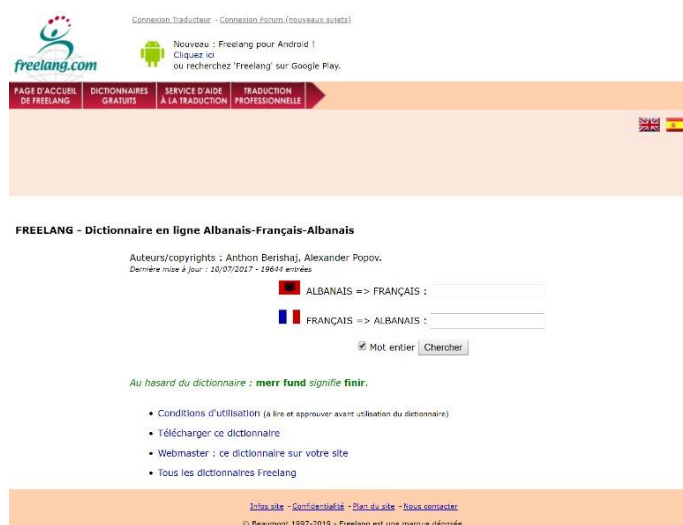 Connexion Traducteur - Connexion Forum (nouveaux sujets)
freelang.com
Nouveau : Freelang pour Android !
Cliquez ici
ou recherchez 'Freelang' sur Google Play.
PAGE D'ACCUEIL DE FREELANG
DICTIONNAIRES GRATUITS
SERVICE D'AIDE À LA TRADUCTION
TRADUCTION PROFESSIONNELLE
FREELANG - Dictionnaire en ligne Albanais-Français-Albanais
Auteurs/copyrights : Anthon Berishaj, Alexander Popov.
Dernière mise à jour : 10/07/2017 - 19644 entrées
ALBANAIS => FRANÇAIS :
FRANÇAIS => ALBANAIS :
Mot entier Chercher
Au hasard du dictionnaire : merr fund signifie finir.
• Conditions d'utilisation (à lire et approuver avant utilisation du dictionnaire)
• Télécharger ce dictionnaire
• Webmaster : ce dictionnaire sur votre site
• Tous les dictionnaires Freelang
Infos site - Confidentialité - Plan du site - Nous contacter
© Beaumont 1997-2019 - Freelang est une marque déposée